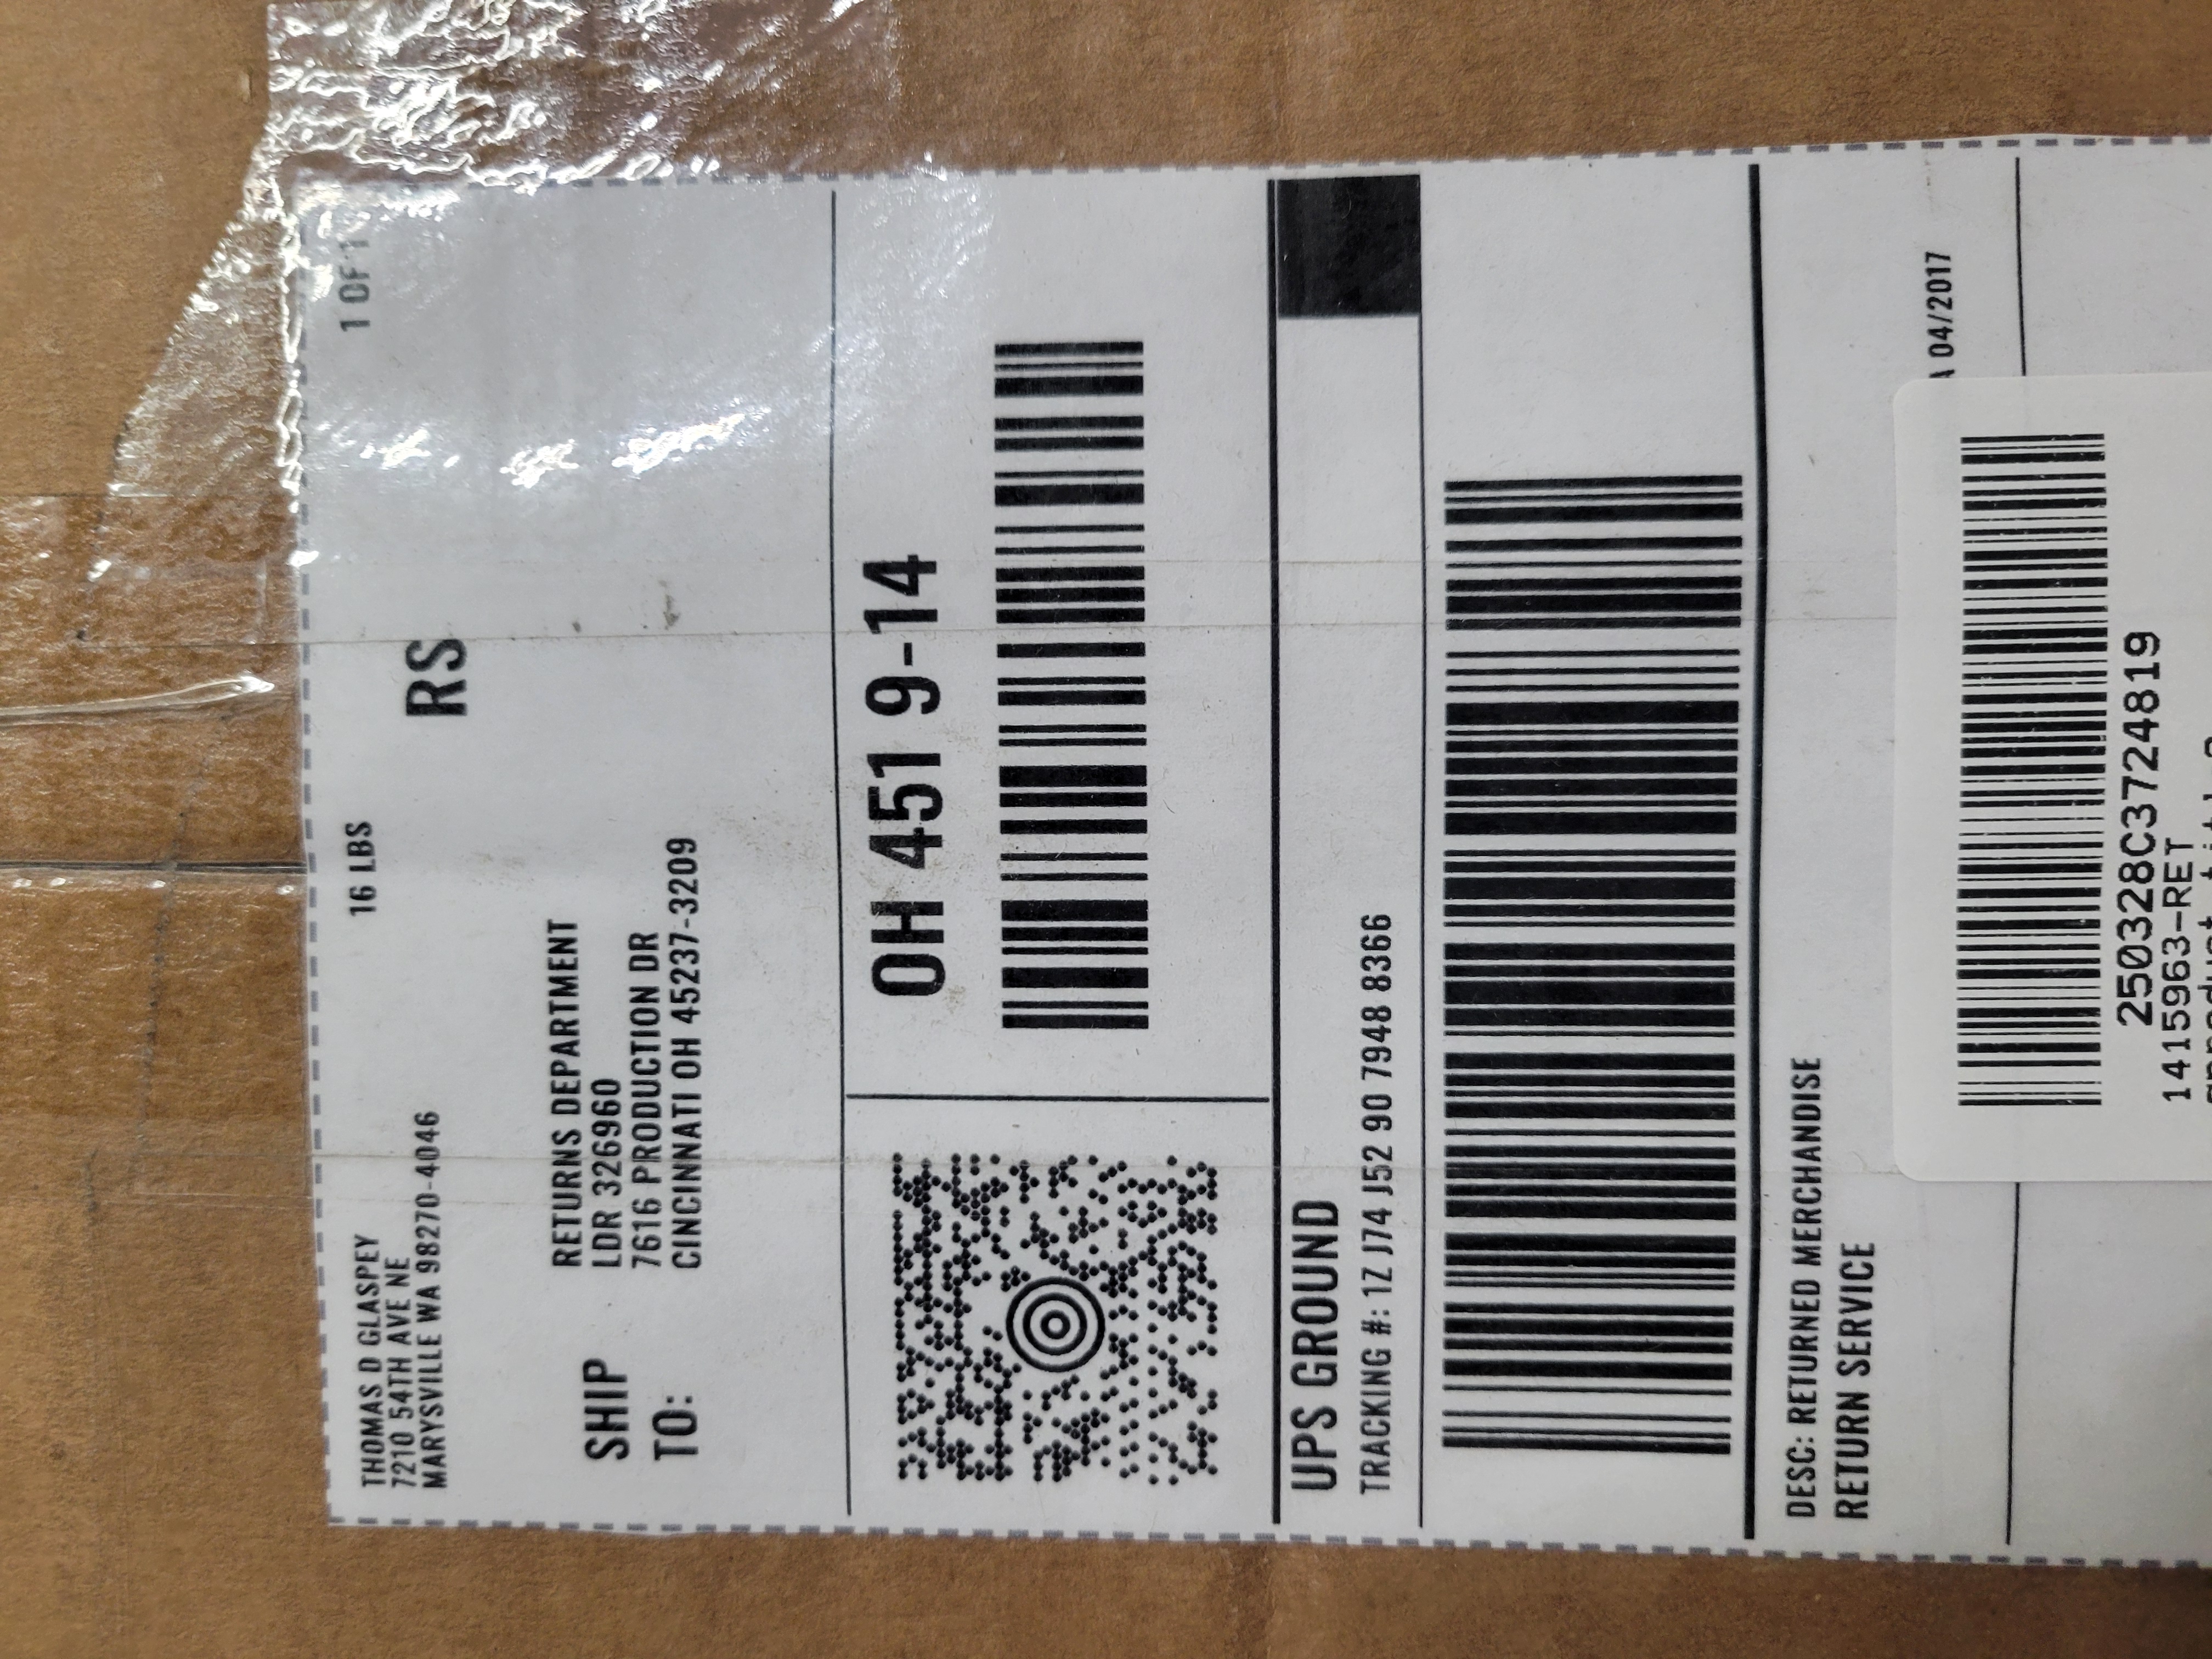 THOMAS D GLASPEY
7210 54TH AVE NE
MARYSVILLE WA 98270-4046
16 LBS
1 OF 1
RS
SHIP
TO:
RETURNS DEPARTMENT
LDR 326960
7616 PRODUCTION DR
CINCINNATI OH 45237-3209
OH 451 9-14
UPS GROUND
TRACKING #: 1Z J74 J52 90 7948 8366
DESC: RETURNED MERCHANDISE
RETURN SERVICE
04/2017
250328C3724819
1415963-RET